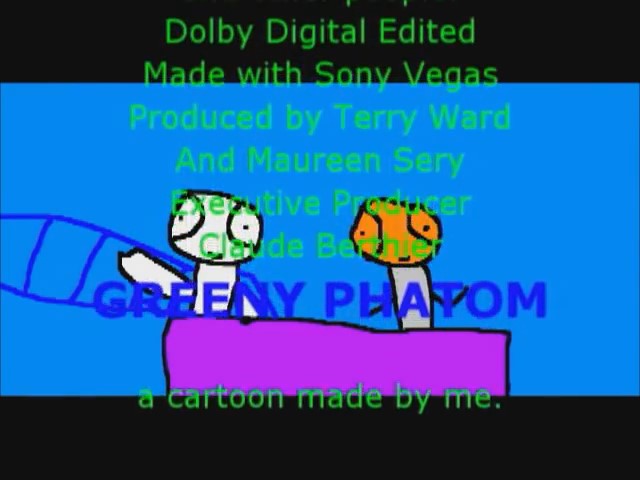 Dolby Digital Edited
Made with Sony Vegas
Produced by Terry Ward
And Maureen Sery
Executive Producer
Claude Berthier
GREENY PHATOM
a cartoon made by me.